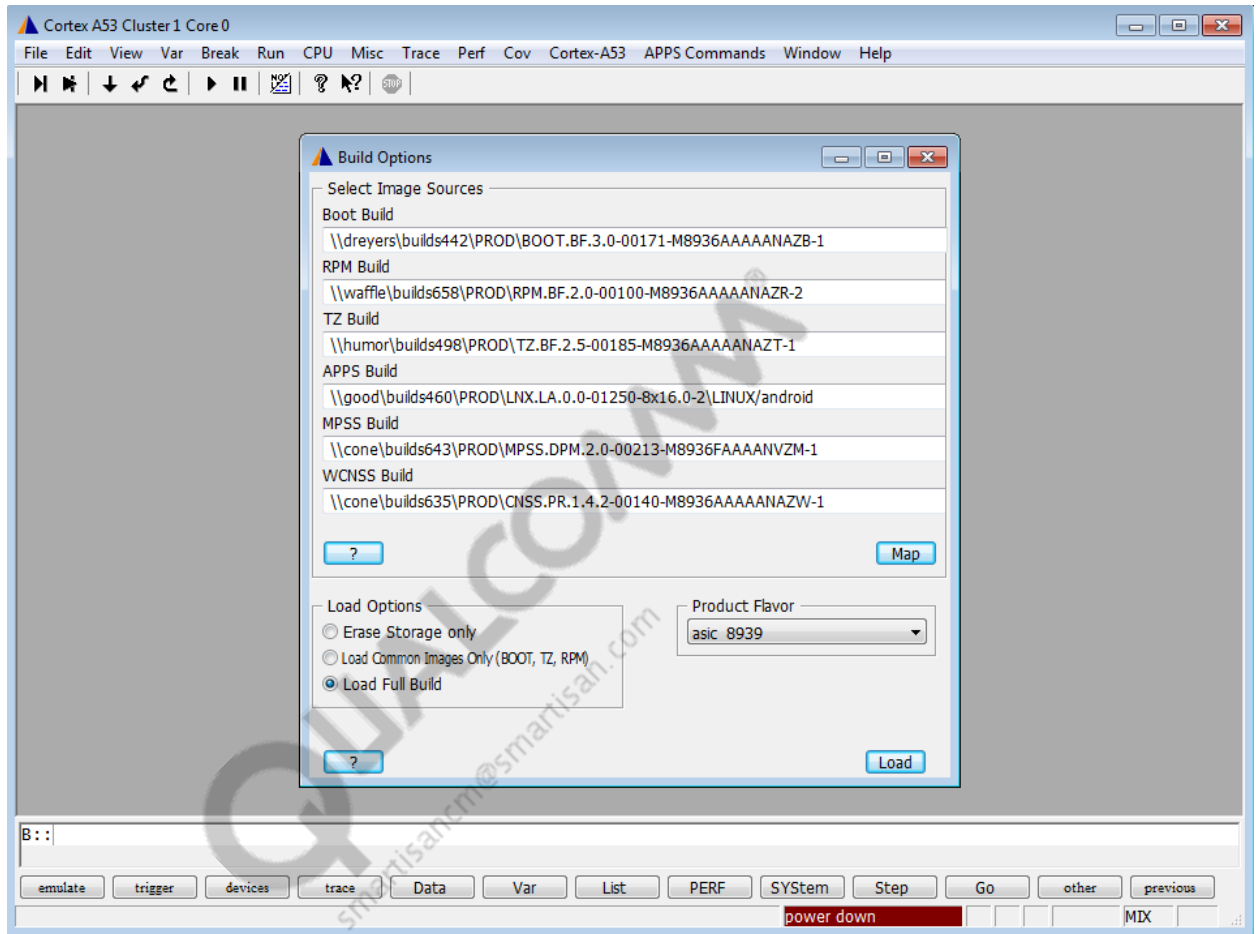 Cortex A53 Cluster 1 Core 0
File Edit View Var Break Run CPU Misc Trace Perf Cov Cortex-A53 APPS Commands Window Help
Build Options
Select Image Sources
Boot Build
\\dreyers\builds442\PROD\BOOT.BF.3.0-00171-M8936AAAAANAZB-1
RPM Build
\\waffle\builds658\PROD\RPM.BF.2.0-00100-M8936AAAAANAZR-2
TZ Build
\\humor\builds498\PROD\TZ.BF.2.5-00185-M8936AAAAANAZT-1
APPS Build
\\good\builds460\PROD\LNX.LA.0.0-01250-8x16.0-2\LINUX/android
MPSS Build
\\cone\builds643\PROD\MPSS.DPM.2.0-00213-M8936FAAAANVZM-1
WCNSS Build
\\cone\builds635\PROD\CNSS.PR.1.4.2-00140-M8936AAAAANAZW-1
? Map
Load Options
Erase Storage only
Load Common Images Only (BOOT, TZ, RPM)
Load Full Build
Product Flavor
asic 8939
? Load
QUALCOMM®
smartisancm@smartisan.com
B::
emulate trigger devices trace Data Var List PERF SYStem Step Go other previous
power down MIX
NOP
STOP